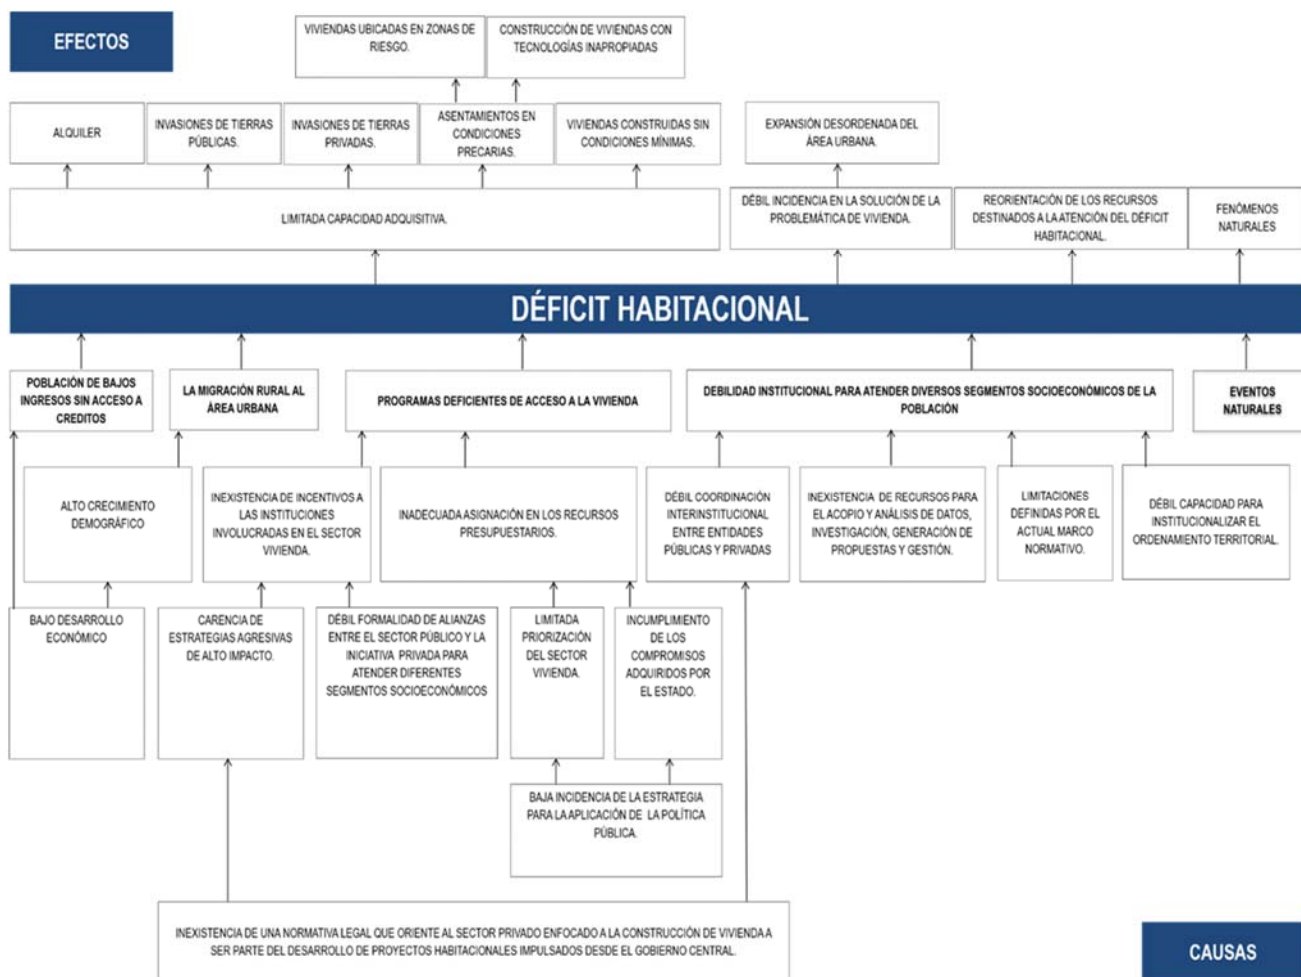 EFECTOS
VIVIENDAS UBICADAS EN ZONAS DE
RIESGO.
CONSTRUCCIÓN DE VIVIENDAS CON
TECNOLOGÍAS INAPROPIADAS
ALQUILER
INVASIONES DE TIERRAS
PÚBLICAS.
INVASIONES DE TIERRAS
PRIVADAS.
ASENTAMIENTOS EN
CONDICIONES
PRECARIAS.
VIVIENDAS CONSTRUIDAS SIN
CONDICIONES MÍNIMAS.
EXPANSIÓN DESORDENADA DEL
ÁREA URBANA.
LIMITADA CAPACIDAD ADQUISITIVA.
DÉBIL INCIDENCIA EN LA SOLUCIÓN DE LA
PROBLEMÁTICA DE VIVIENDA.
REORIENTACIÓN DE LOS RECURSOS
DESTINADOS A LA ATENCIÓN DEL DÉFICIT
HABITACIONAL.
FENÓMENOS
NATURALES
DÉFICIT HABITACIONAL
POBLACIÓN DE BAJOS
INGRESOS SIN ACCESO A
CREDITOS
LA MIGRACIÓN RURAL AL
ÁREA URBANA
PROGRAMAS DEFICIENTES DE ACCESO A LA VIVIENDA
DEBILIDAD INSTITUCIONAL PARA ATENDER DIVERSOS SEGMENTOS SOCIOECONÓMICOS DE LA
POBLACIÓN
EVENTOS
NATURALES
ALTO CRECIMIENTO
DEMOGRÁFICO
INEXISTENCIA DE INCENTIVOS A
LAS INSTITUCIONES
INVOLUCRADAS EN EL SECTOR
VIVIENDA.
INADECUADA ASIGNACIÓN EN LOS RECURSOS
PRESUPUESTARIOS.
DÉBIL COORDINACIÓN
INTERINSTITUCIONAL
ENTRE ENTIDADES
PÚBLICAS Y PRIVADAS
INEXISTENCIA DE RECURSOS PARA
EL ACOPIO Y ANÁLISIS DE DATOS,
INVESTIGACIÓN, GENERACIÓN DE
PROPUESTAS Y GESTIÓN.
LIMITACIONES
DEFINIDAS POR EL
ACTUAL MARCO
NORMATIVO.
DÉBIL CAPACIDAD PARA
INSTITUCIONALIZAR EL
ORDENAMIENTO TERRITORIAL.
BAJO DESARROLLO
ECONÓMICO
CARENCIA DE
ESTRATEGIAS AGRESIVAS
DE ALTO IMPACTO.
DÉBIL FORMALIDAD DE ALIANZAS
ENTRE EL SECTOR PÚBLICO Y LA
INICIATIVA PRIVADA PARA
ATENDER DIFERENTES
SEGMENTOS SOCIOECONÓMICOS
LIMITADA
PRIORIZACIÓN
DEL SECTOR
VIVIENDA.
INCUMPLIMIENTO
DE LOS
COMPROMISOS
ADQUIRIDOS POR
EL ESTADO.
BAJA INCIDENCIA DE LA ESTRATEGIA
PARA LA APLICACIÓN DE LA POLÍTICA
PÚBLICA.
INEXISTENCIA DE UNA NORMATIVA LEGAL QUE ORIENTE AL SECTOR PRIVADO ENFOCADO A LA CONSTRUCCIÓN DE VIVIENDA A
SER PARTE DEL DESARROLLO DE PROYECTOS HABITACIONALES IMPULSADOS DESDE EL GOBIERNO CENTRAL.
CAUSAS